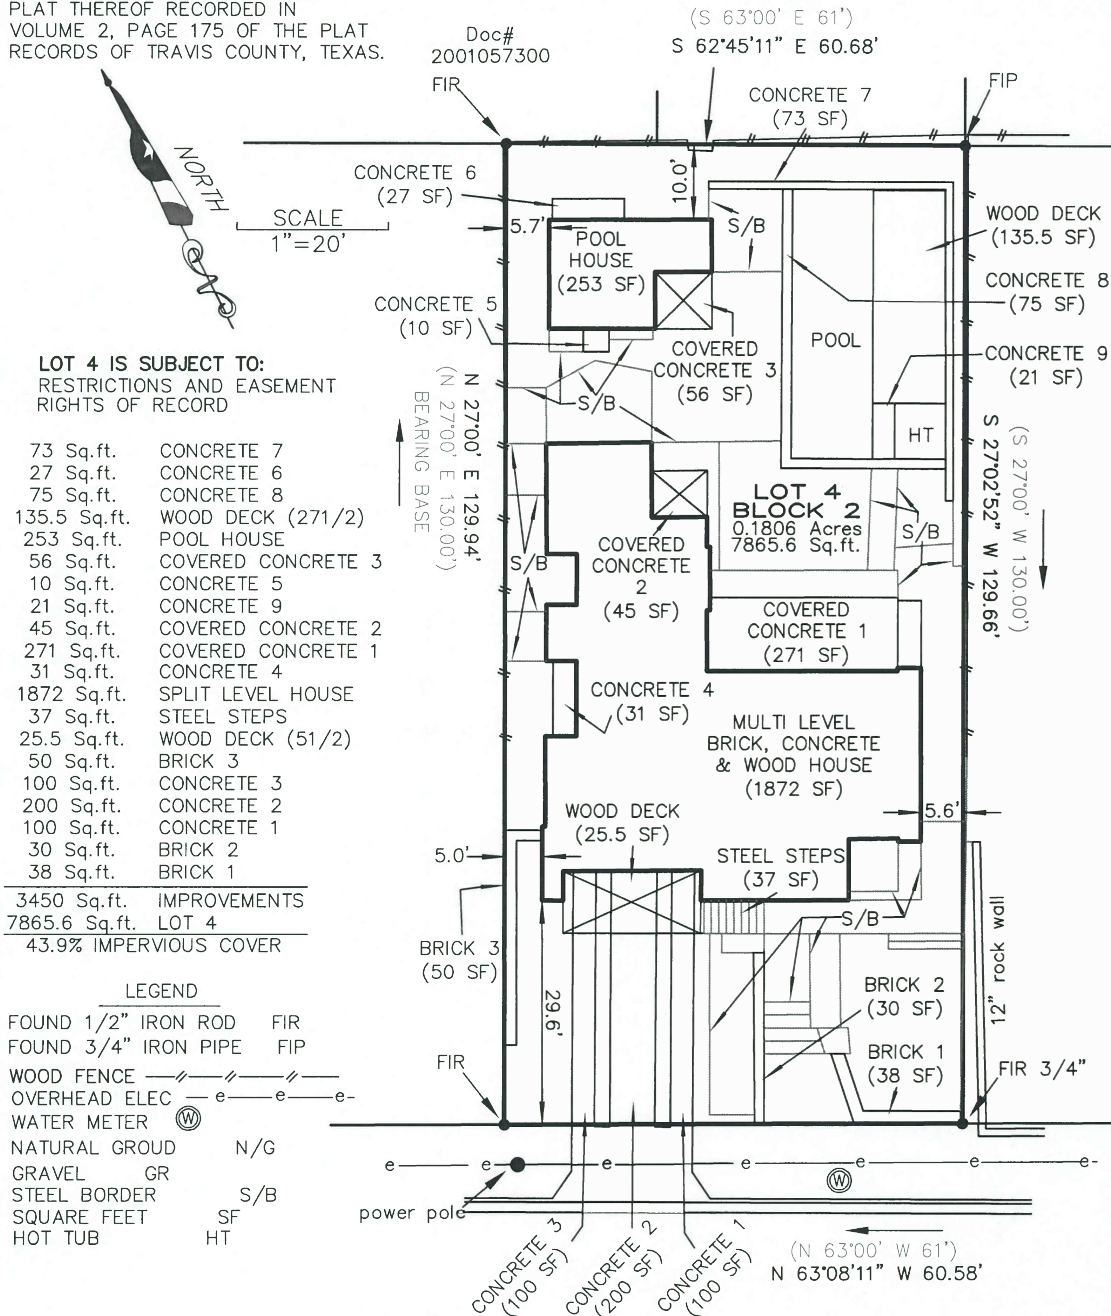 PLAT THEREOF RECORDED IN
VOLUME 2, PAGE 175 OF THE PLAT
RECORDS OF TRAVIS COUNTY, TEXAS.
Doc#
2001057300
FIR
(S 63°00' E 61')
S 62°45'11" E 60.68'
FIP
NORTH
SCALE
1"=20'
CONCRETE 7
(73 SF)
CONCRETE 6
(27 SF)
10.0'
5.7'
S/B
POOL
HOUSE
(253 SF)
WOOD DECK
(135.5 SF)
CONCRETE 8
(75 SF)
CONCRETE 5
(10 SF)
POOL
COVERED
CONCRETE 3
(56 SF)
CONCRETE 9
(21 SF)
S/B
HT
N 27°00' E 129.94'
(N 27°00' E 130.00')
BEARING BASE
S 27°02'52" W 129.66'
(S 27°00' W 130.00')
LOT 4
BLOCK 2
0.1806 Acres
7865.6 Sq.ft.
S/B
S/B
COVERED
CONCRETE
2
(45 SF)
COVERED
CONCRETE 1
(271 SF)
CONCRETE 4
(31 SF)
MULTI LEVEL
BRICK, CONCRETE
& WOOD HOUSE
(1872 SF)
5.6'
WOOD DECK
(25.5 SF)
5.0'
STEEL STEPS
(37 SF)
S/B
BRICK 3
(50 SF)
29.6'
BRICK 2
(30 SF)
12" rock wall
BRICK 1
(38 SF)
FIR
FIR 3/4"
e e e e e e-
W
power pole
CONCRETE 3
(100 SF)
CONCRETE 2
(200 SF)
CONCRETE 1
(100 SF)
(N 63°00' W 61')
N 63°08'11" W 60.58'
LOT 4 IS SUBJECT TO:
RESTRICTIONS AND EASEMENT
RIGHTS OF RECORD
73 Sq.ft. CONCRETE 7
27 Sq.ft. CONCRETE 6
75 Sq.ft. CONCRETE 8
135.5 Sq.ft. WOOD DECK (271/2)
253 Sq.ft. POOL HOUSE
56 Sq.ft. COVERED CONCRETE 3
10 Sq.ft. CONCRETE 5
21 Sq.ft. CONCRETE 9
45 Sq.ft. COVERED CONCRETE 2
271 Sq.ft. COVERED CONCRETE 1
31 Sq.ft. CONCRETE 4
1872 Sq.ft. SPLIT LEVEL HOUSE
37 Sq.ft. STEEL STEPS
25.5 Sq.ft. WOOD DECK (51/2)
50 Sq.ft. BRICK 3
100 Sq.ft. CONCRETE 3
200 Sq.ft. CONCRETE 2
100 Sq.ft. CONCRETE 1
30 Sq.ft. BRICK 2
38 Sq.ft. BRICK 1
3450 Sq.ft. IMPROVEMENTS
7865.6 Sq.ft. LOT 4
43.9% IMPERVIOUS COVER
LEGEND
FOUND 1/2" IRON ROD FIR
FOUND 3/4" IRON PIPE FIP
WOOD FENCE
OVERHEAD ELEC e e e-
WATER METER W
NATURAL GROUD N/G
GRAVEL GR
STEEL BORDER S/B
SQUARE FEET SF
HOT TUB HT